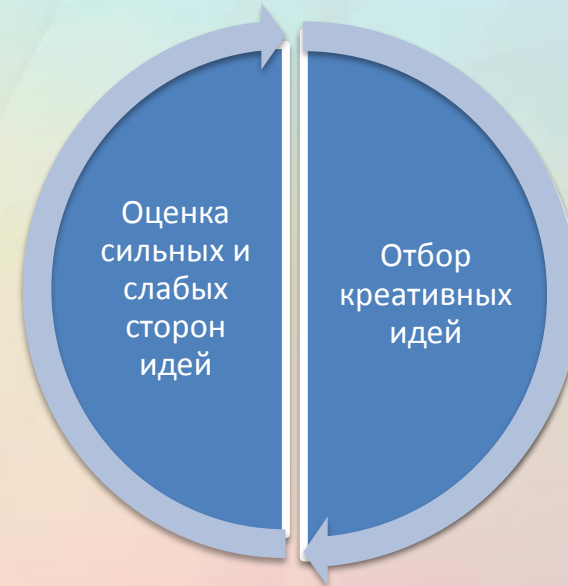 Оценка
сильных и
слабых
сторон
идей
Отбор
креативных
идей